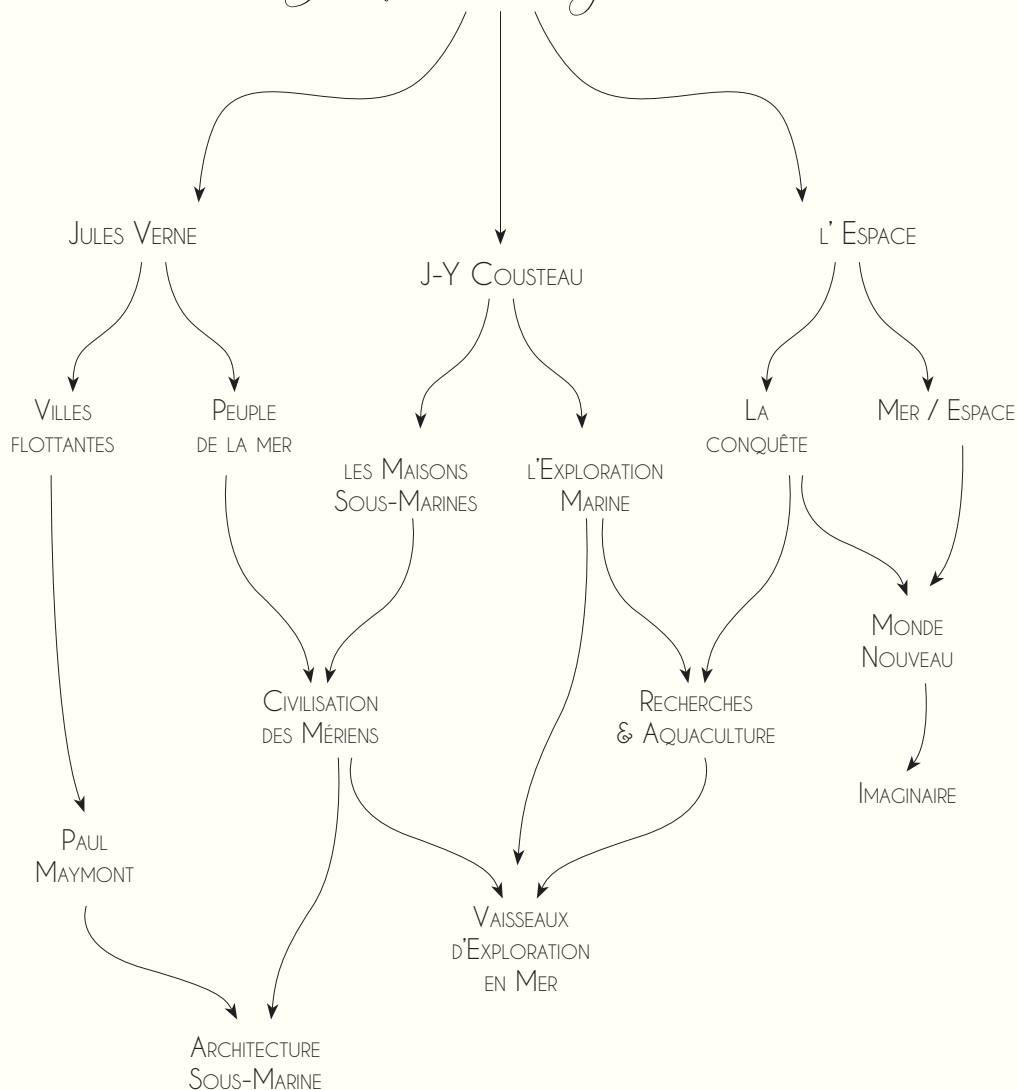 Jules Verne
J-Y Cousteau
l' Espace
Villes
flottantes
Peuple
de la mer
les Maisons
Sous-Marines
l'Exploration
Marine
La
conquête
Mer / Espace
Civilisation
des Mériens
Recherches
& Aquaculture
Monde
Nouveau
Imaginaire
Paul
Maymont
Vaisseaux
d'Exploration
en Mer
Architecture
Sous-Marine